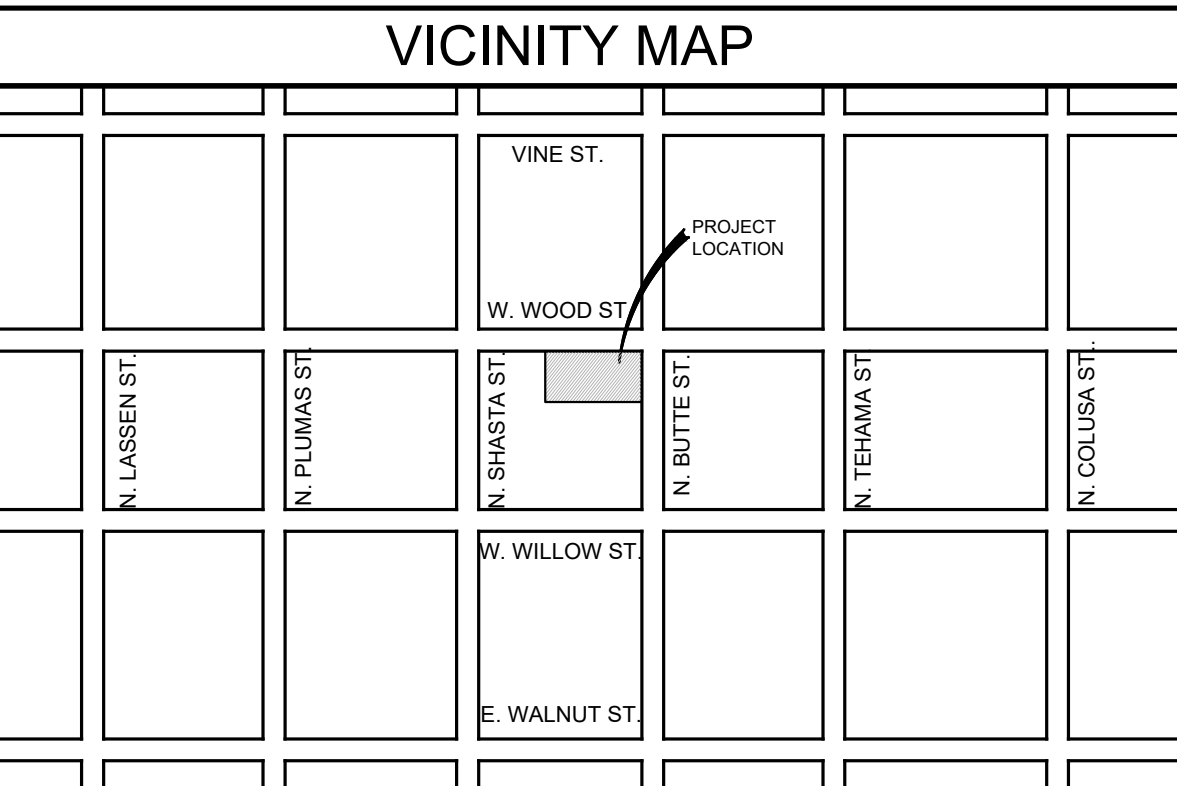 VICINITY MAP
VINE ST.
PROJECT
LOCATION
W. WOOD ST.
N. LASSEN ST.
N. PLUMAS ST.
N. SHASTA ST.
N. BUTTE ST.
N. TEHAMA ST
N. COLUSA ST..
W. WILLOW ST.
E. WALNUT ST.